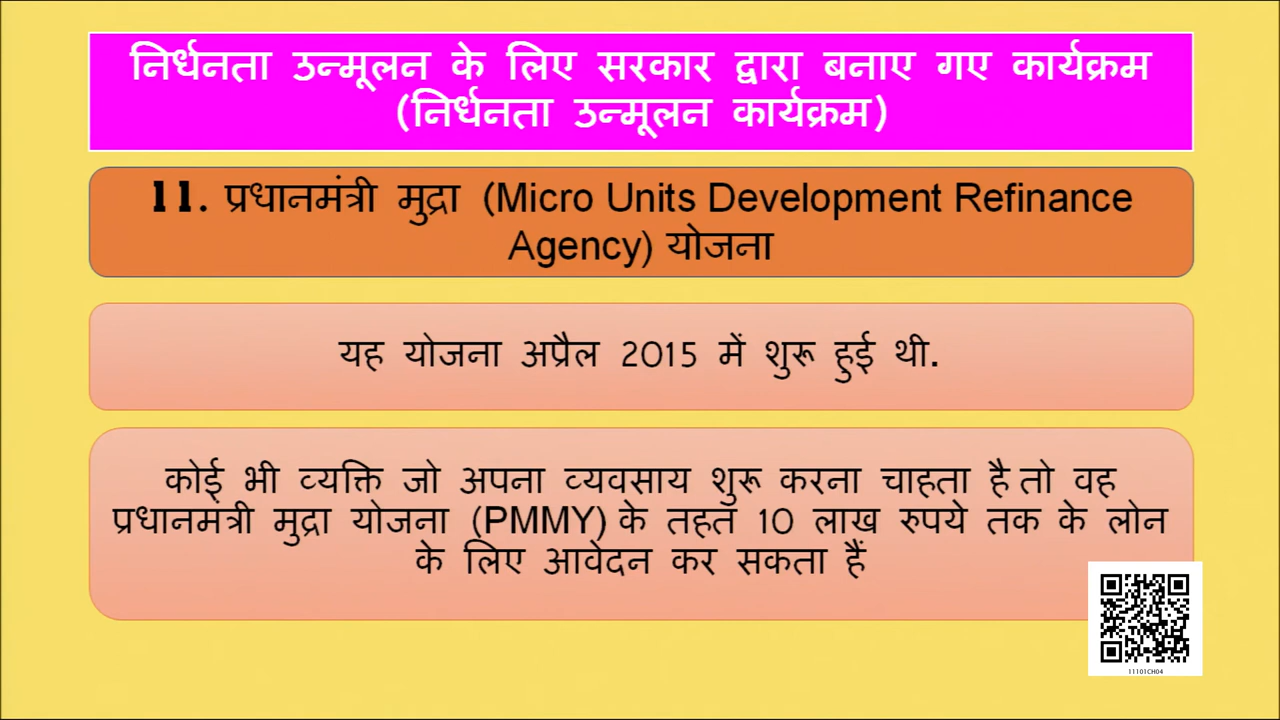 निर्धनता उन्मूलन के लिए सरकार द्वारा बनाए गए कार्यक्रम
(निर्धनता उन्मूलन कार्यक्रम)
11. प्रधानमंत्री मुद्रा (Micro Units Development Refinance
Agency) योजना
यह योजना अप्रैल 2015 में शुरू हुई थी.
कोई भी व्यक्ति जो अपना व्यवसाय शुरू करना चाहता है तो वह
प्रधानमंत्री मुद्रा योजना (PMMY) के तहत 10 लाख रुपये तक के लोन
के लिए आवेदन कर सकता हैं
11101CH04